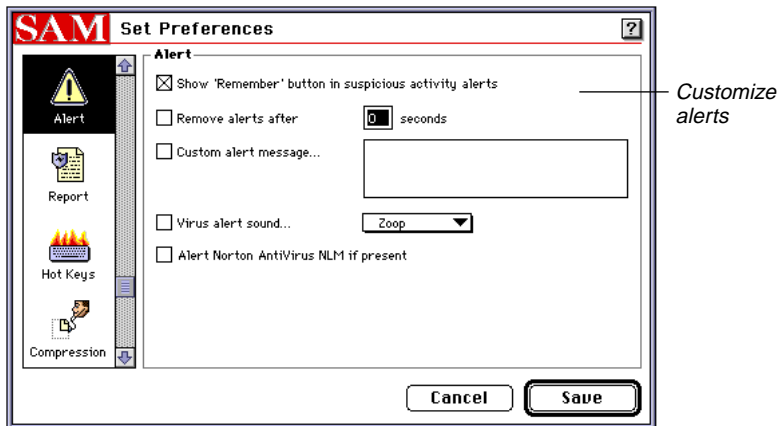 SAM Set Preferences ?
Alert
Report
Hot Keys
Compression
Alert
Show 'Remember' button in suspicious activity alerts
Remove alerts after 0 seconds
Custom alert message...
Virus alert sound... Zoop
Alert Norton AntiVirus NLM if present
Cancel Save
Customize
alerts